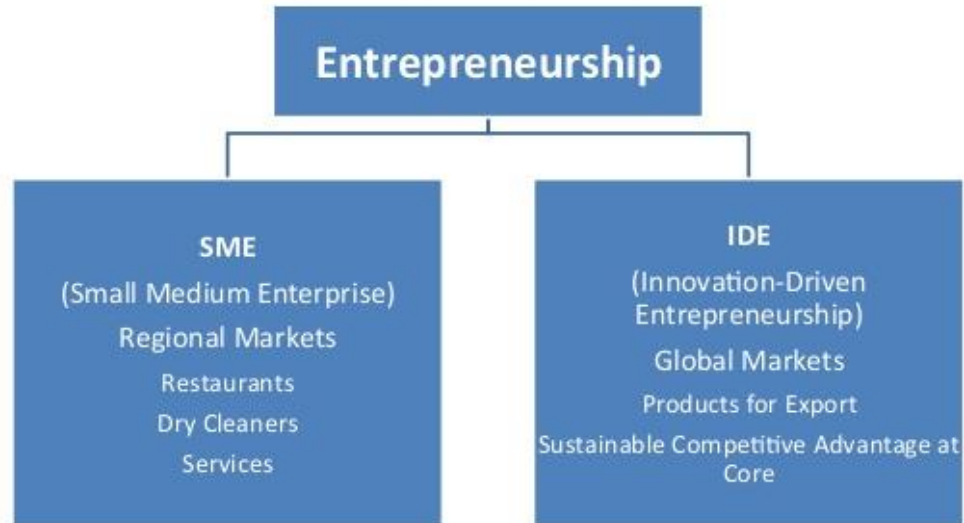 Entrepreneurship
SME
(Small Medium Enterprise)
Regional Markets
Restaurants
Dry Cleaners
Services
IDE
(Innovation-Driven
Entrepreneurship)
Global Markets
Products for Export
Sustainable Competitive Advantage at
Core